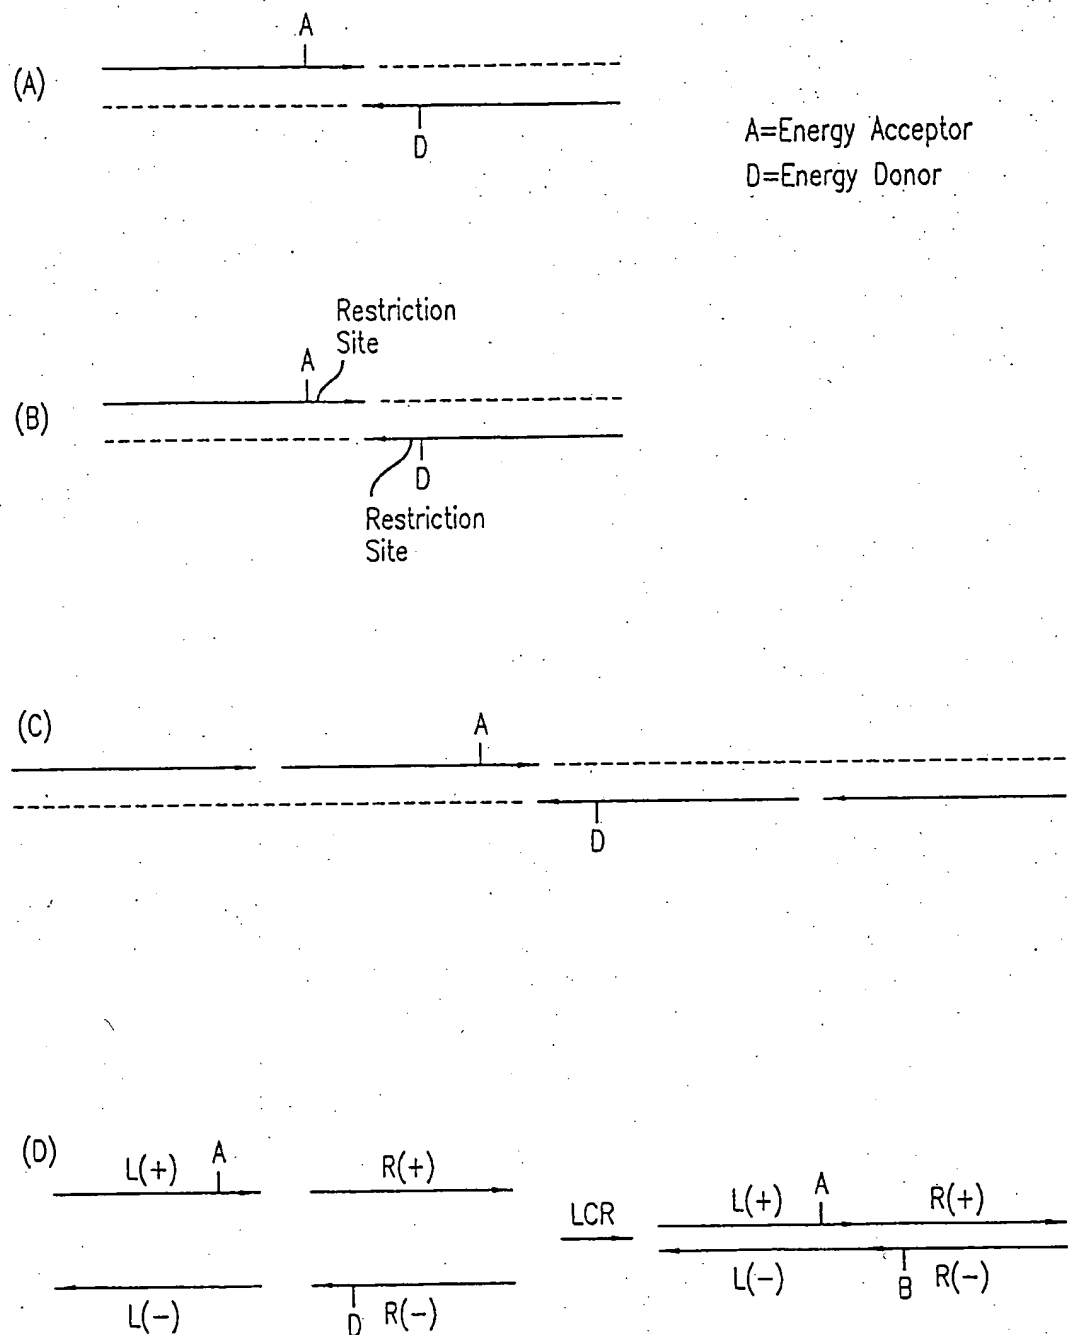 A
(A)
D
A=Energy Acceptor
D=Energy Donor
Restriction
Site
A
(B)
D
Restriction
Site
(C)
A
D
(D)
L(+) A R(+)
L(-) D R(-)
LCR
L(+) A R(+)
L(-) B R(-)